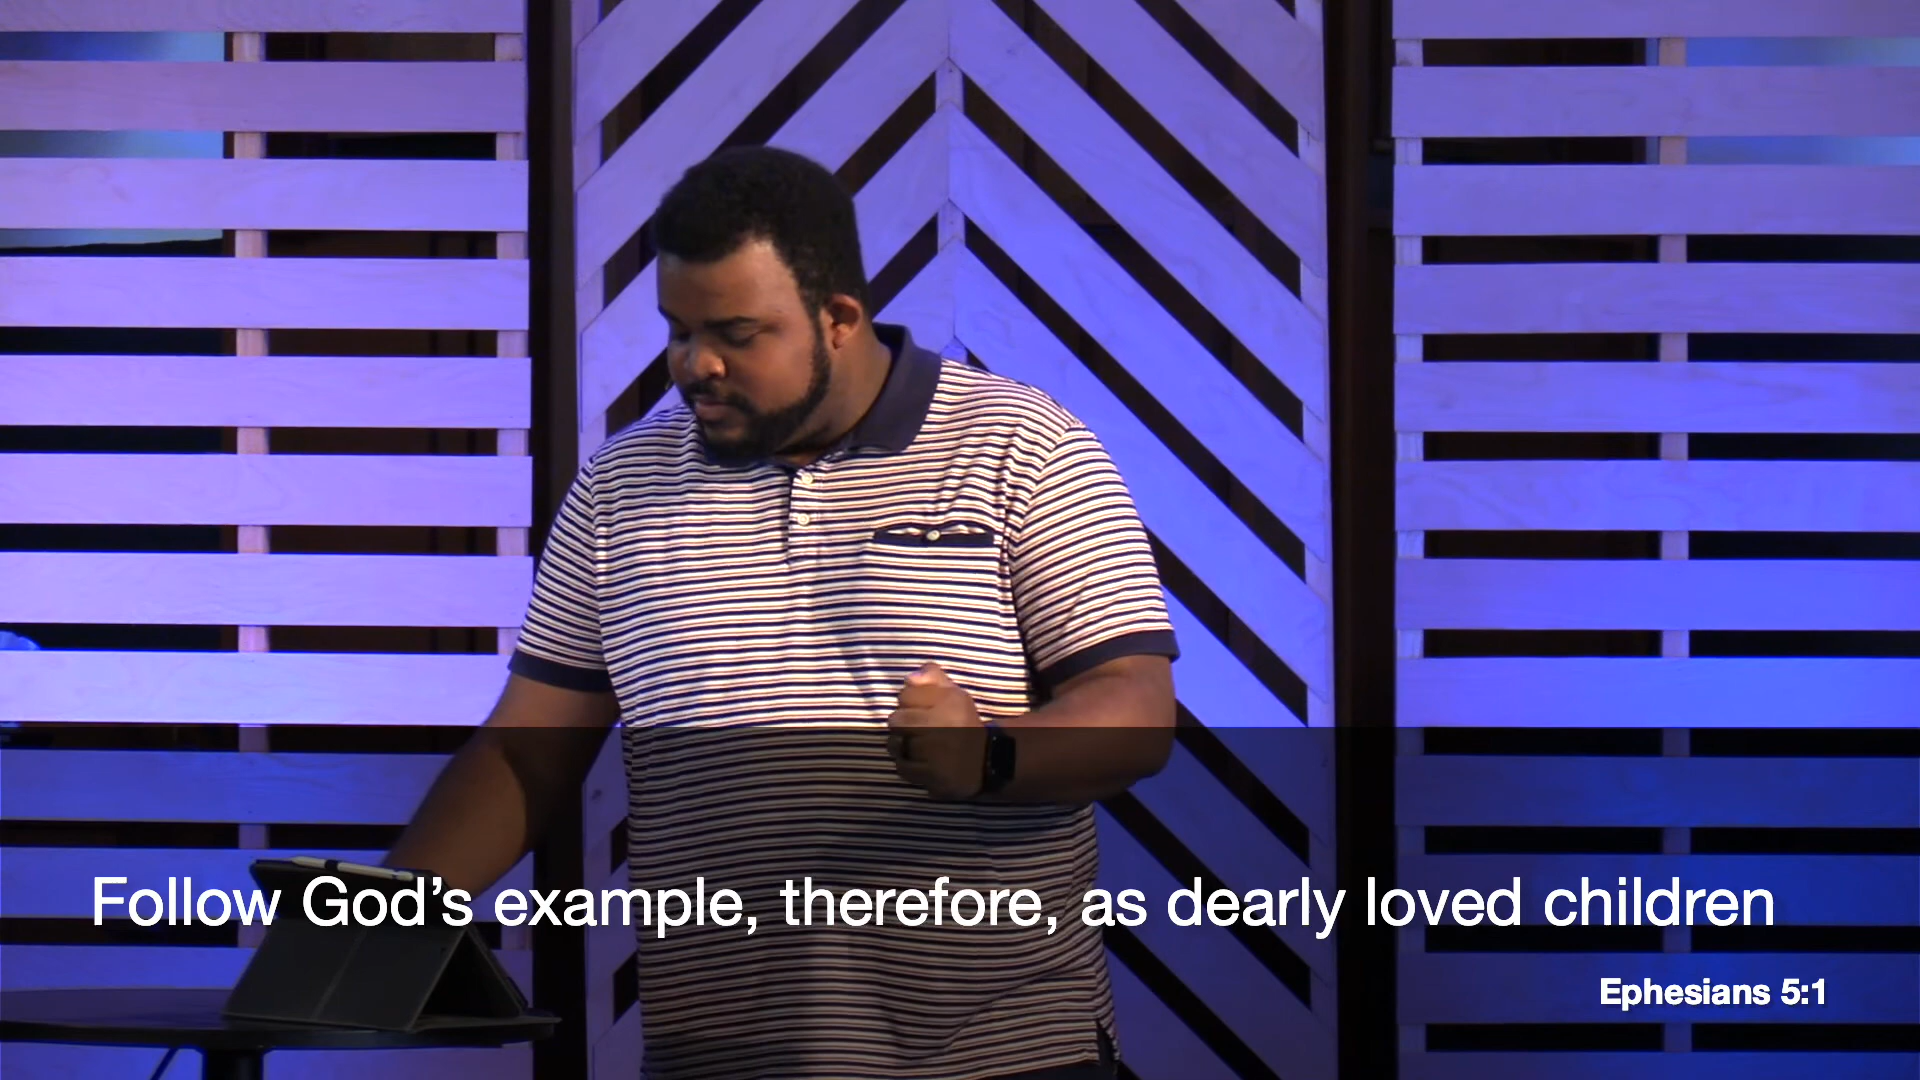 Follow God’s example, therefore, as dearly loved children
Ephesians 5:1